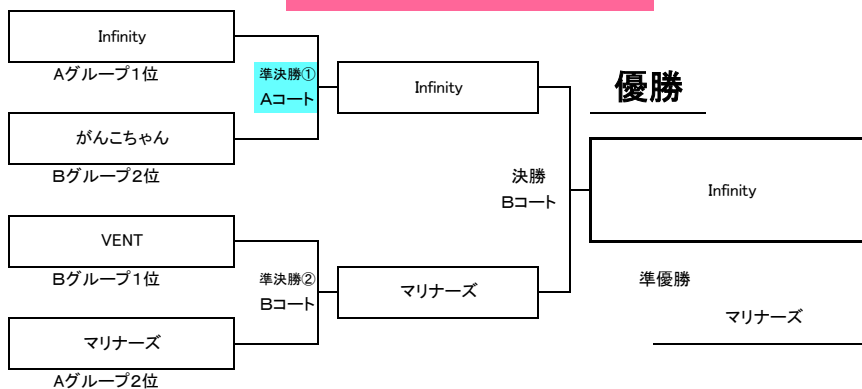 Infinity
Aグループ1位
準決勝①
Aコート
Infinity
優勝
がんこちゃん
Bグループ2位
決勝
Bコート
Infinity
VENT
Bグループ1位
準決勝②
Bコート
マリナーズ
準優勝
マリナーズ
マリナーズ
Aグループ2位